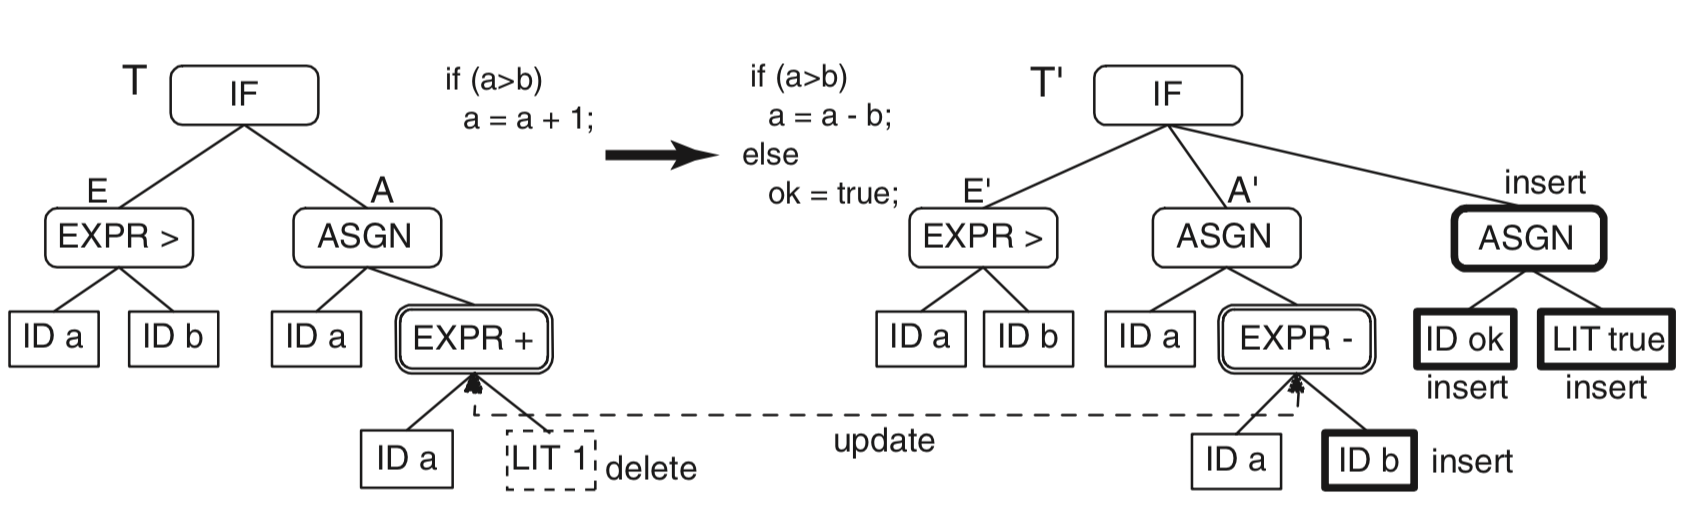 T
IF
if (a>b)
a = a + 1;
if (a>b)
a = a - b;
else
ok = true;
T'
IF
E
A
E'
A'
insert
EXPR >
ASGN
EXPR >
ASGN
ASGN
ID a
ID b
ID a
EXPR +
ID a
ID b
ID a
EXPR -
ID ok
LIT true
insert
insert
update
ID a
LIT 1
delete
ID a
ID b
insert